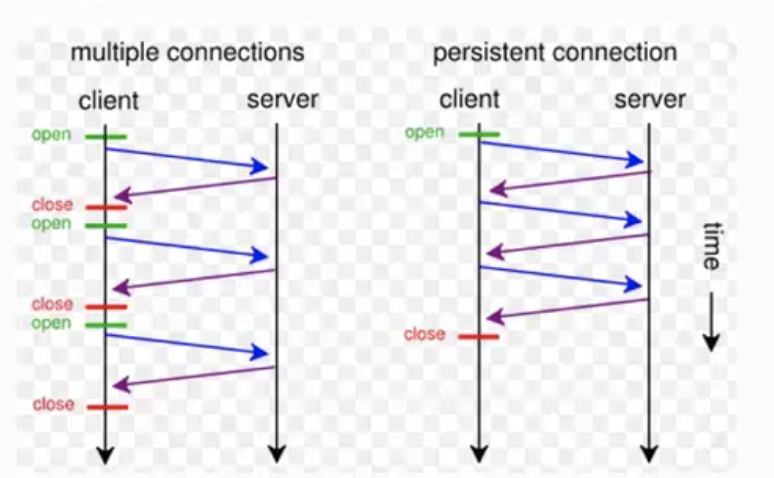 multiple connections
client server
open
close
open
close
open
close
persistent connection
client server
open
close
time